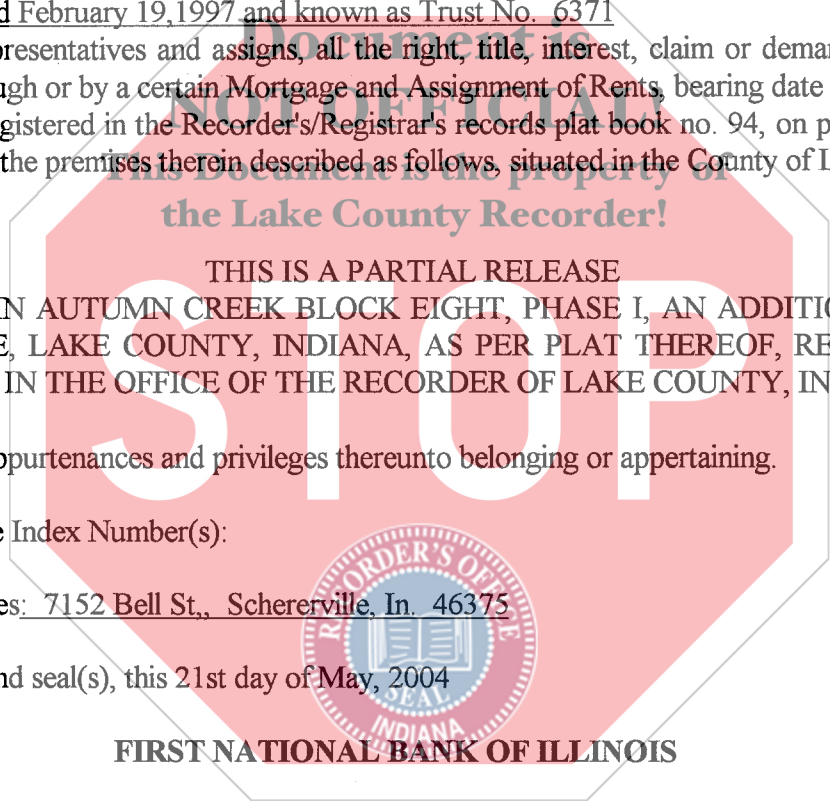 d February 19,1997 and known as Trust No. 6371
Document is
presentatives and assigns, all the right, title, interest, claim or deman
ugh or by a certain Mortgage and Assignment of Rents, bearing date
NOT OFFICIAL!
gistered in the Recorder's/Registrar's records plat book no. 94, on p
the premises therein described as follows, situated in the County of L
This Document is the property of
the Lake County Recorder!
THIS IS A PARTIAL RELEASE
N AUTUMN CREEK BLOCK EIGHT, PHASE I, AN ADDITIO
E, LAKE COUNTY, INDIANA, AS PER PLAT THEREOF, RE
IN THE OFFICE OF THE RECORDER OF LAKE COUNTY, IN
STOP
ppurtenances and privileges thereunto belonging or appertaining.
e Index Number(s):
RECORDER'S OFFICE
es: 7152 Bell St,, Schererville, In. 46375
nd seal(s), this 21st day of May, 2004
SEAL
INDIANA
FIRST NATIONAL BANK OF ILLINOIS